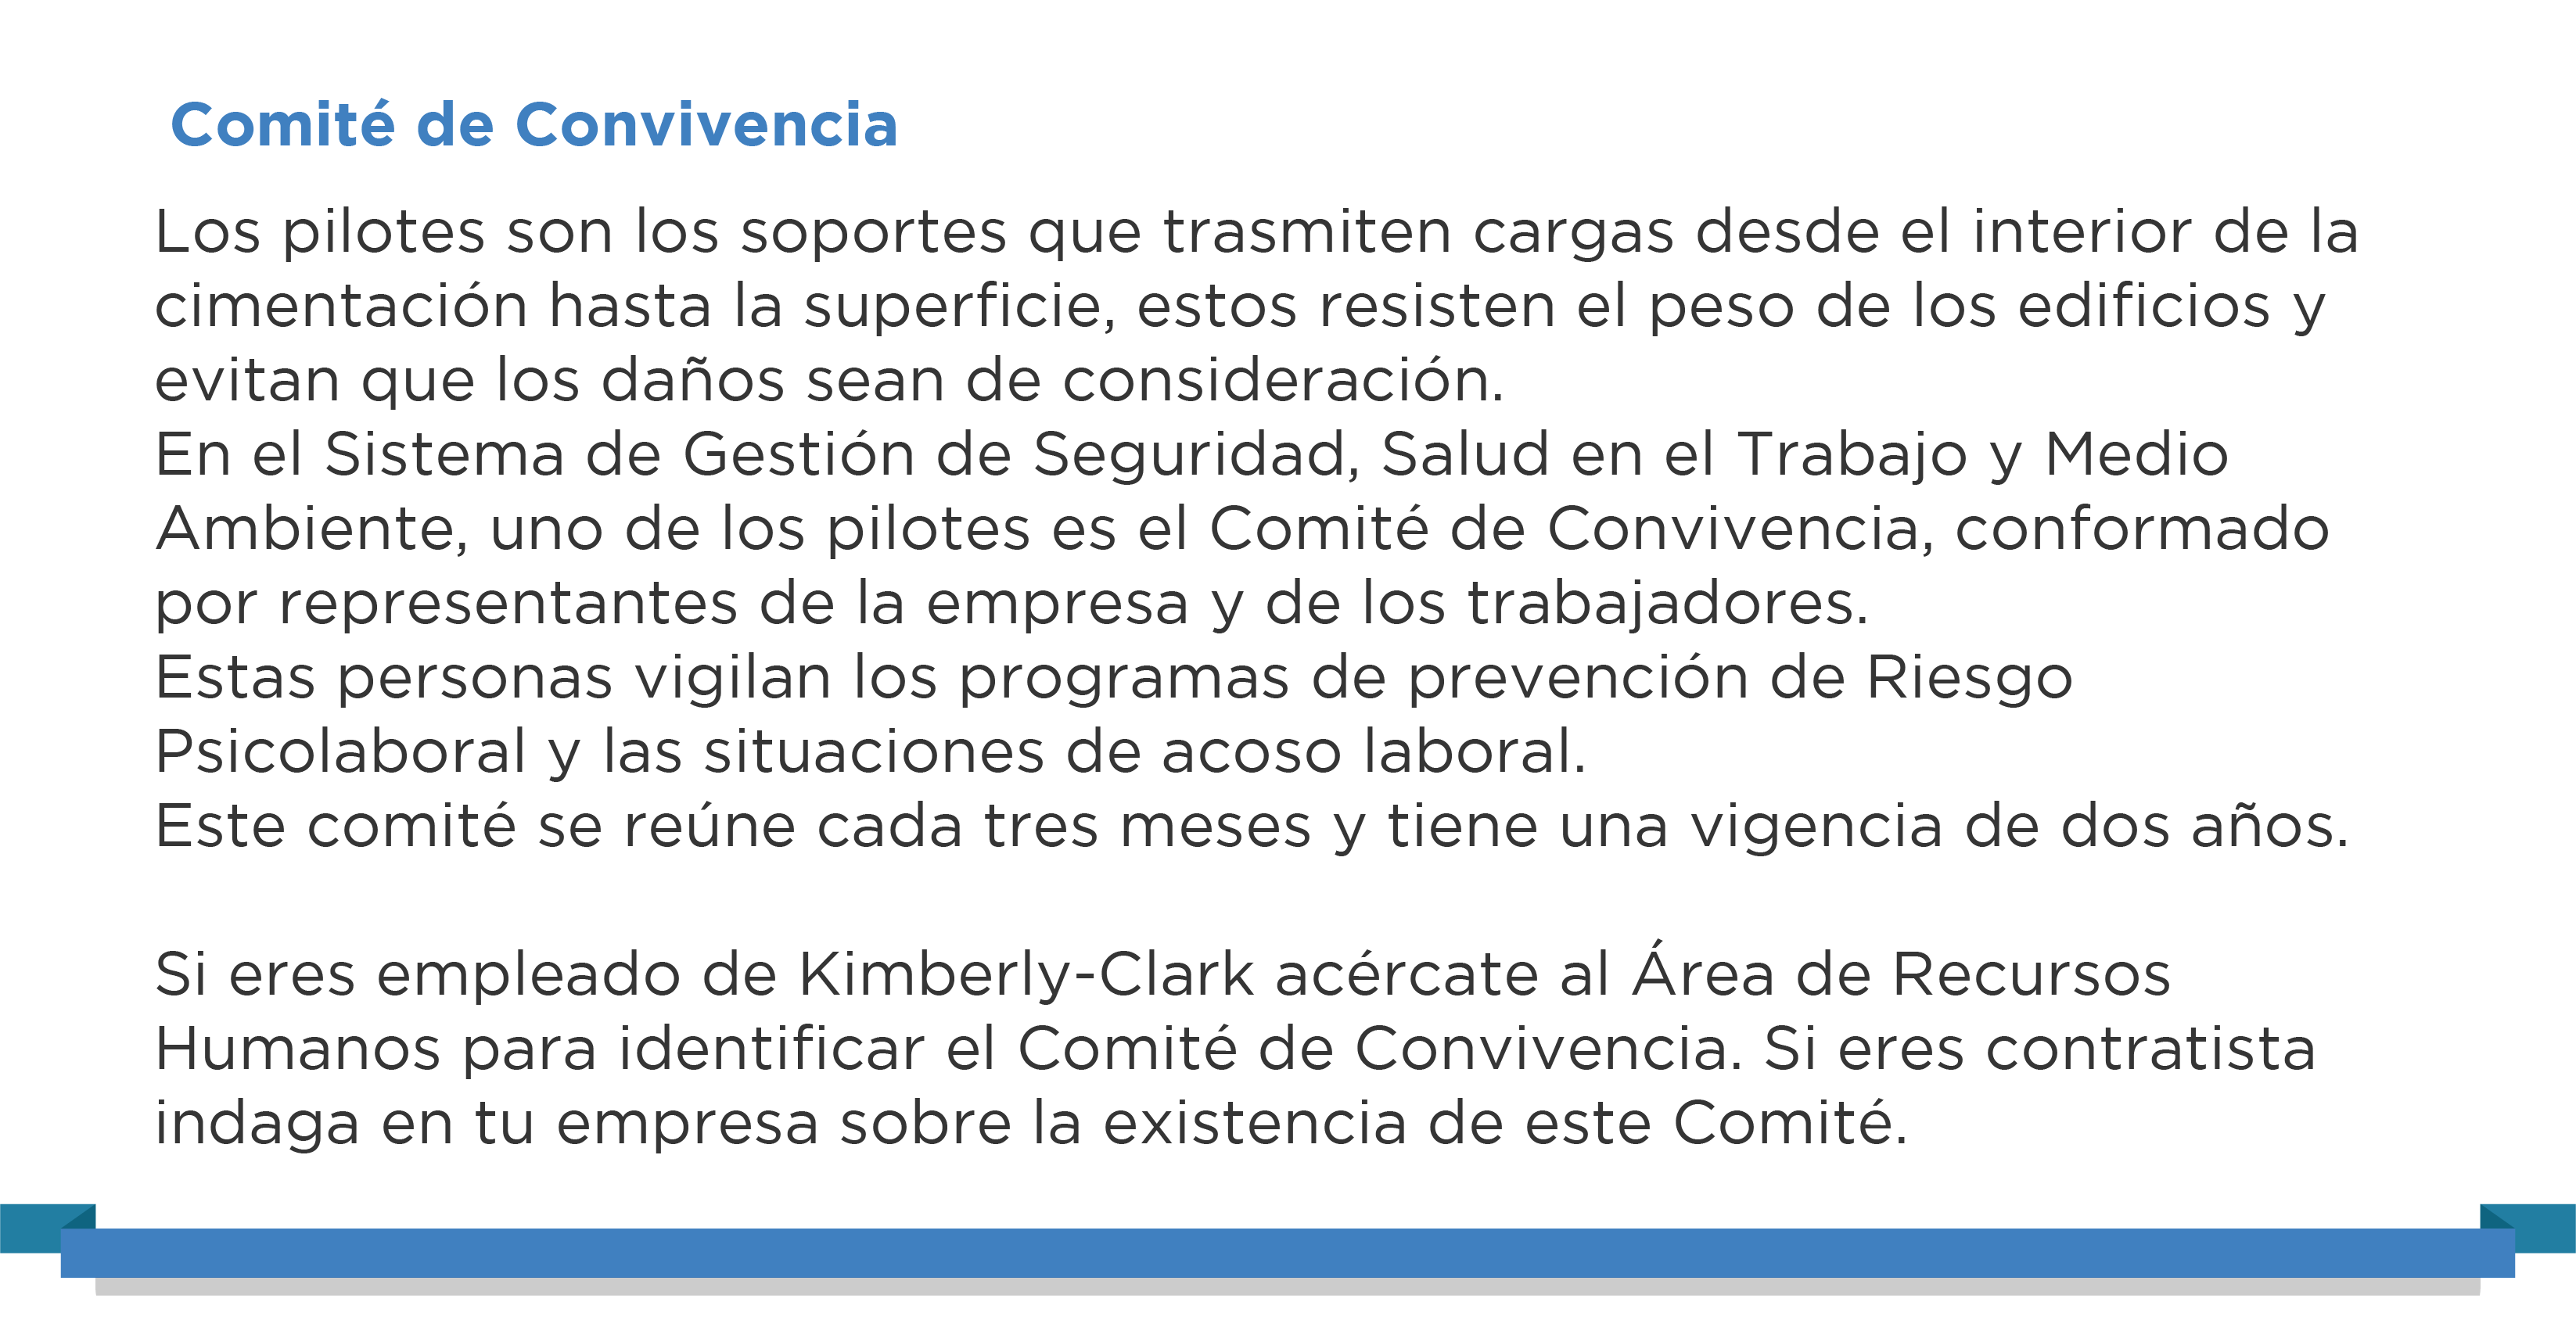 Comité de Convivencia
Los pilotes son los soportes que trasmiten cargas desde el interior de la
cimentación hasta la superficie, estos resisten el peso de los edificios y
evitan que los daños sean de consideración.
En el Sistema de Gestión de Seguridad, Salud en el Trabajo y Medio
Ambiente, uno de los pilotes es el Comité de Convivencia, conformado
por representantes de la empresa y de los trabajadores.
Estas personas vigilan los programas de prevención de Riesgo
Psicolaboral y las situaciones de acoso laboral.
Este comité se reúne cada tres meses y tiene una vigencia de dos años.
Si eres empleado de Kimberly-Clark acércate al Área de Recursos
Humanos para identificar el Comité de Convivencia. Si eres contratista
indaga en tu empresa sobre la existencia de este Comité.